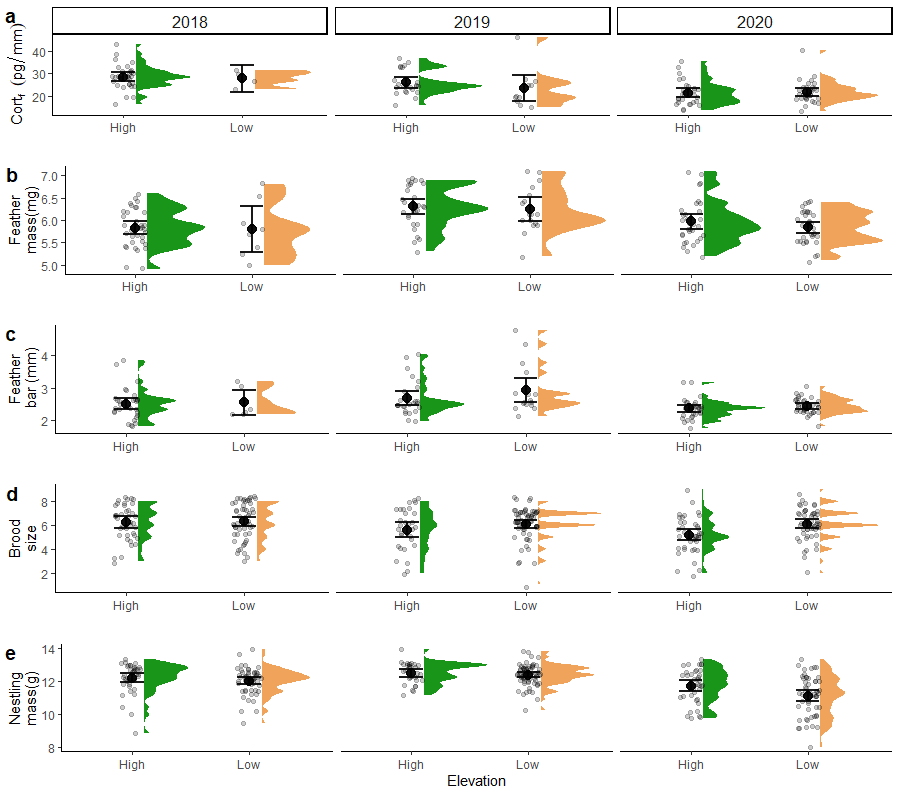 a
2018
2019
2020
Cortf (pg/mm)
40
30
20
High
Low
High
Low
High
Low
b
Feather
mass(mg)
7.0
6.5
6.0
5.5
5.0
High
Low
High
Low
High
Low
c
Feather
bar (mm)
4
3
2
High
Low
High
Low
High
Low
d
Brood
size
8
6
4
2
High
Low
High
Low
High
Low
e
Nestling
mass(g)
14
12
10
8
High
Low
High
Low
High
Low
Elevation